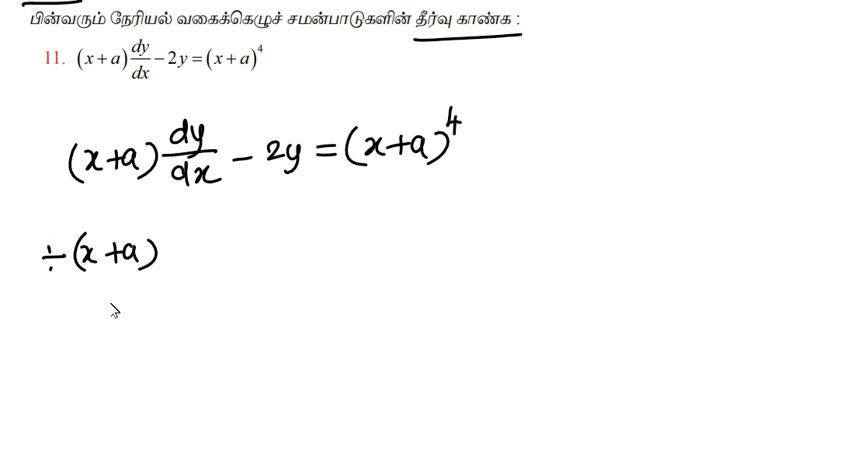 பின்வரும் நேரியல் வகைக்கெழுச் சமன்பாடுகளின் தீர்வு காண்க :
11. (x+a) dy/dx − 2y = (x+a)^4
(x+a) dy/dx − 2y = (x+a)^4
÷ (x+a)